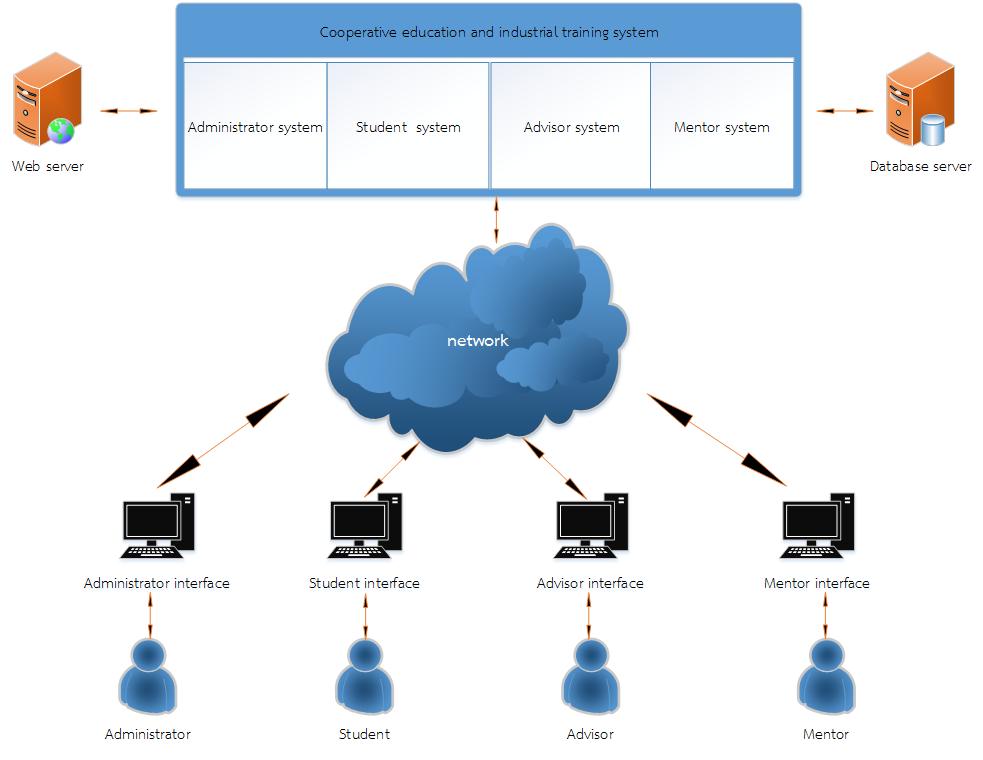 Cooperative education and industrial training system
Administrator system
Student system
Advisor system
Mentor system
Web server
Database server
network
Administrator interface
Student interface
Advisor interface
Mentor interface
Administrator
Student
Advisor
Mentor